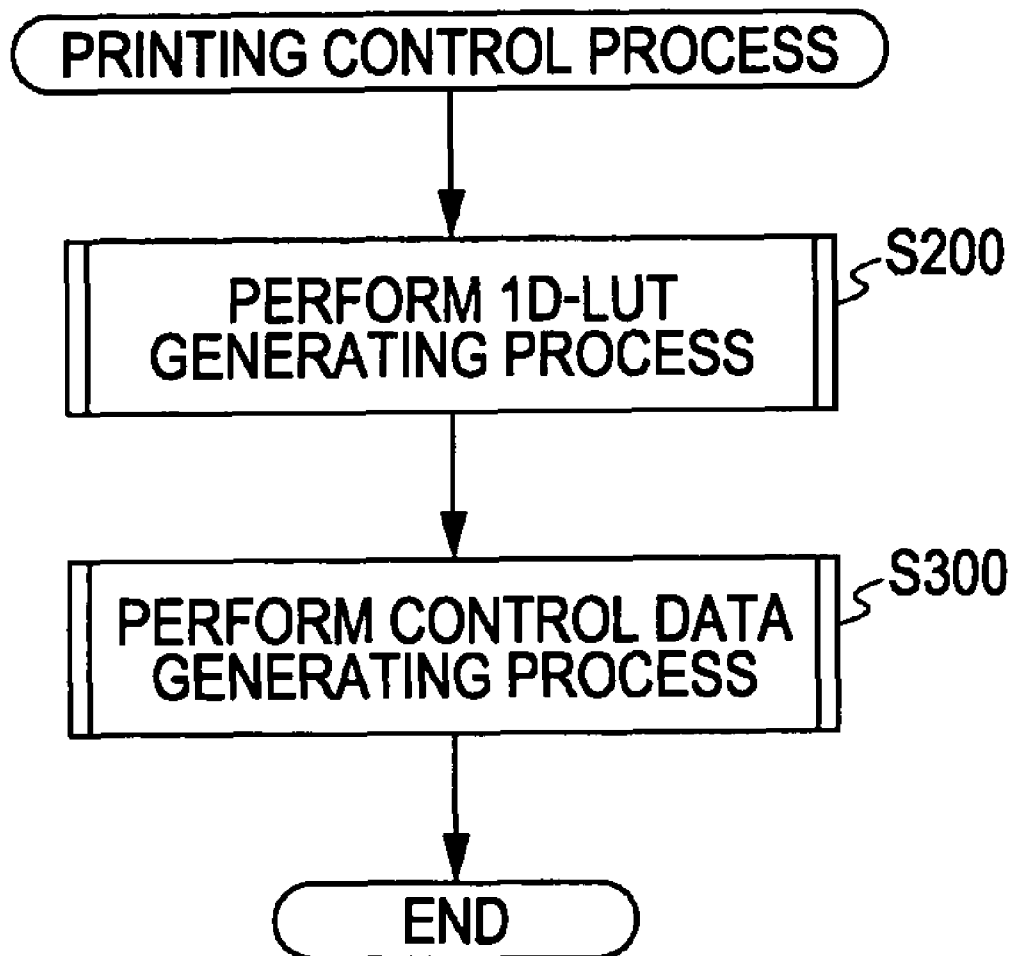 PRINTING CONTROL PROCESS
S200
PERFORM 1D-LUT
GENERATING PROCESS
S300
PERFORM CONTROL DATA
GENERATING PROCESS
END